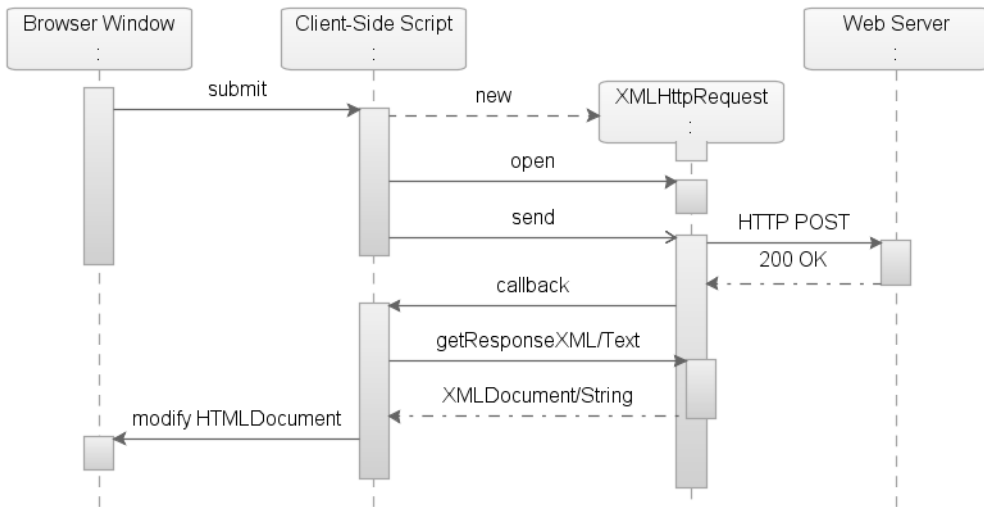 Browser Window
:
Client-Side Script
:
Web Server
:
submit
new
XMLHttpRequest
:
open
send
HTTP POST
200 OK
callback
getResponseXML/Text
XMLDocument/String
modify HTMLDocument